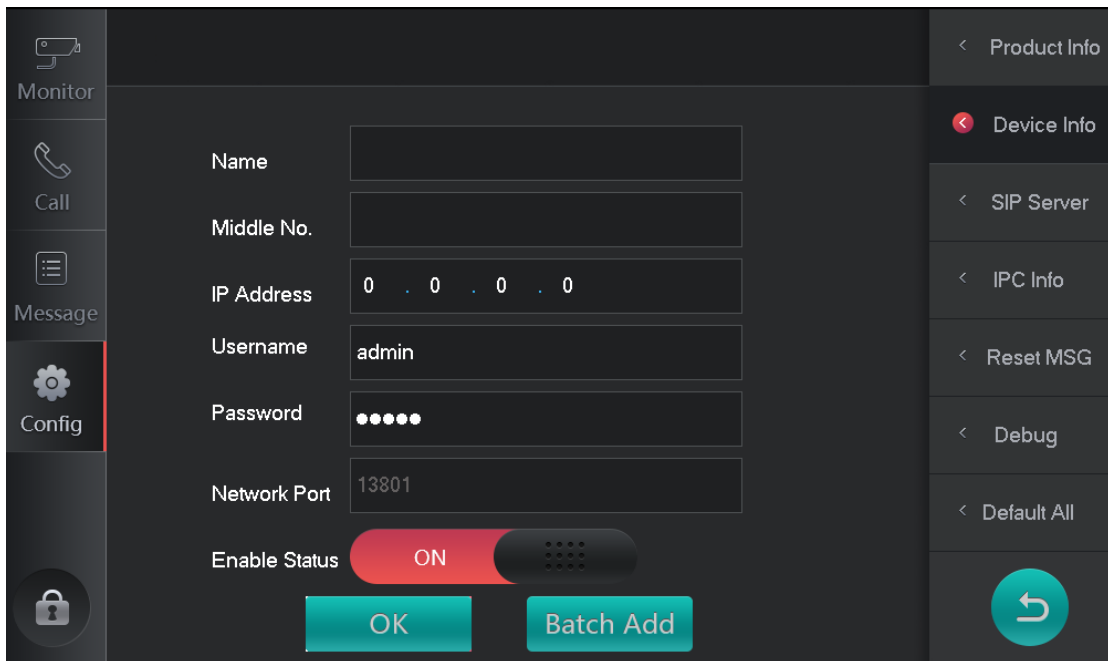 Monitor
Call
Message
Config
Name
Middle No.
IP Address 0 . 0 . 0 . 0
Username admin
Password ●●●●●
Network Port 13801
Enable Status ON
OK
Batch Add
Product Info
Device Info
SIP Server
IPC Info
Reset MSG
Debug
Default All